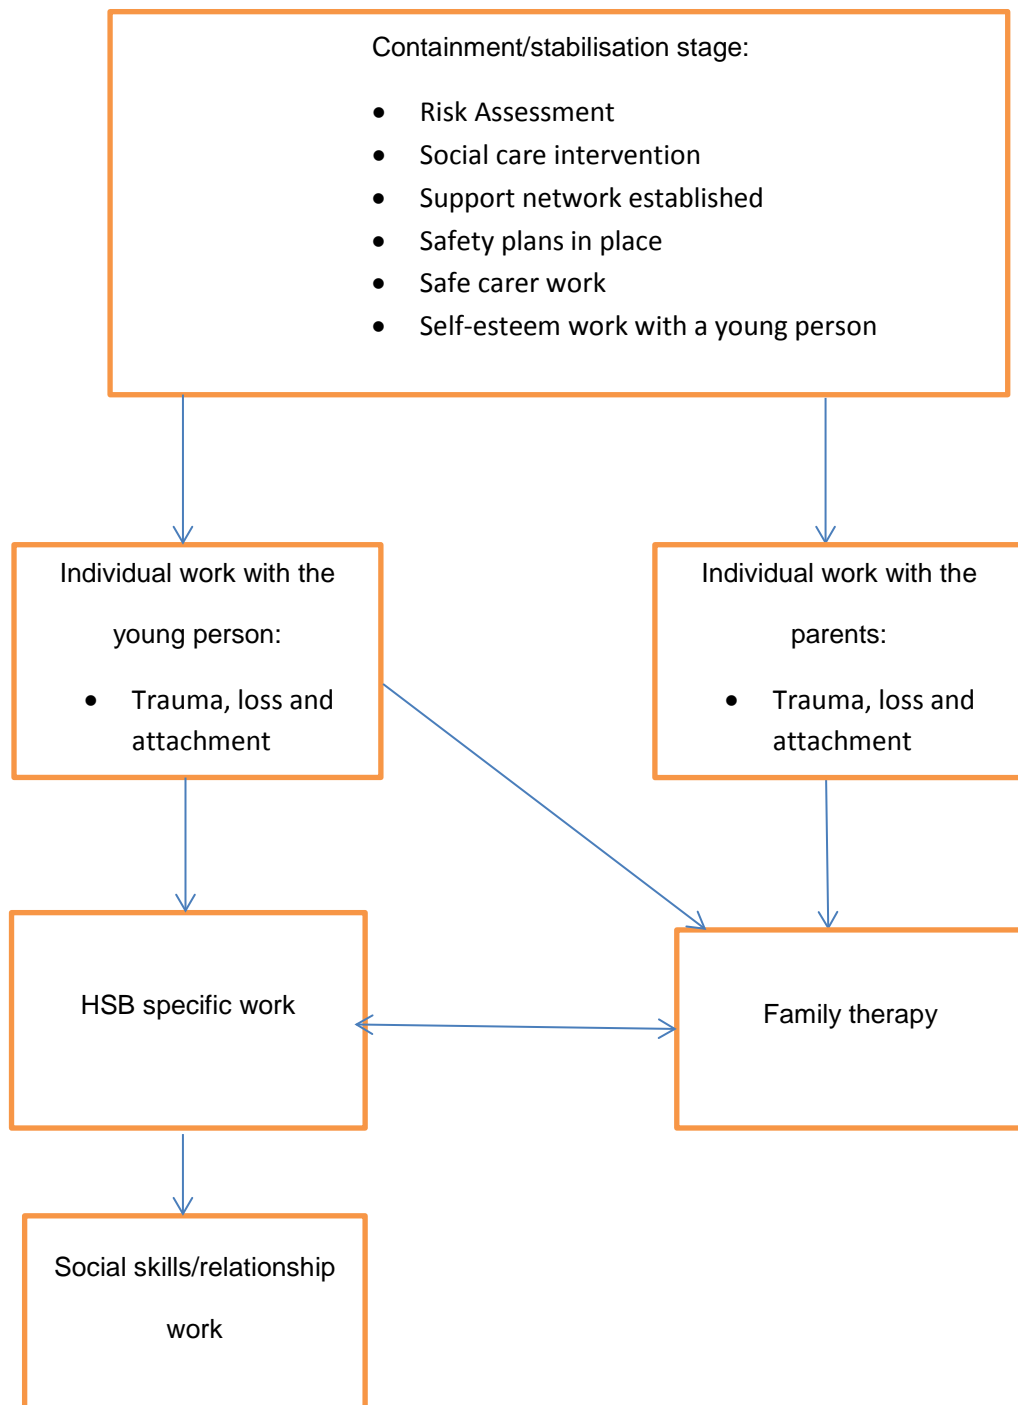 Containment/stabilisation stage:
• Risk Assessment
• Social care intervention
• Support network established
• Safety plans in place
• Safe carer work
• Self-esteem work with a young person
Individual work with the
young person:
• Trauma, loss and
attachment
Individual work with the
parents:
• Trauma, loss and
attachment
HSB specific work
Family therapy
Social skills/relationship
work